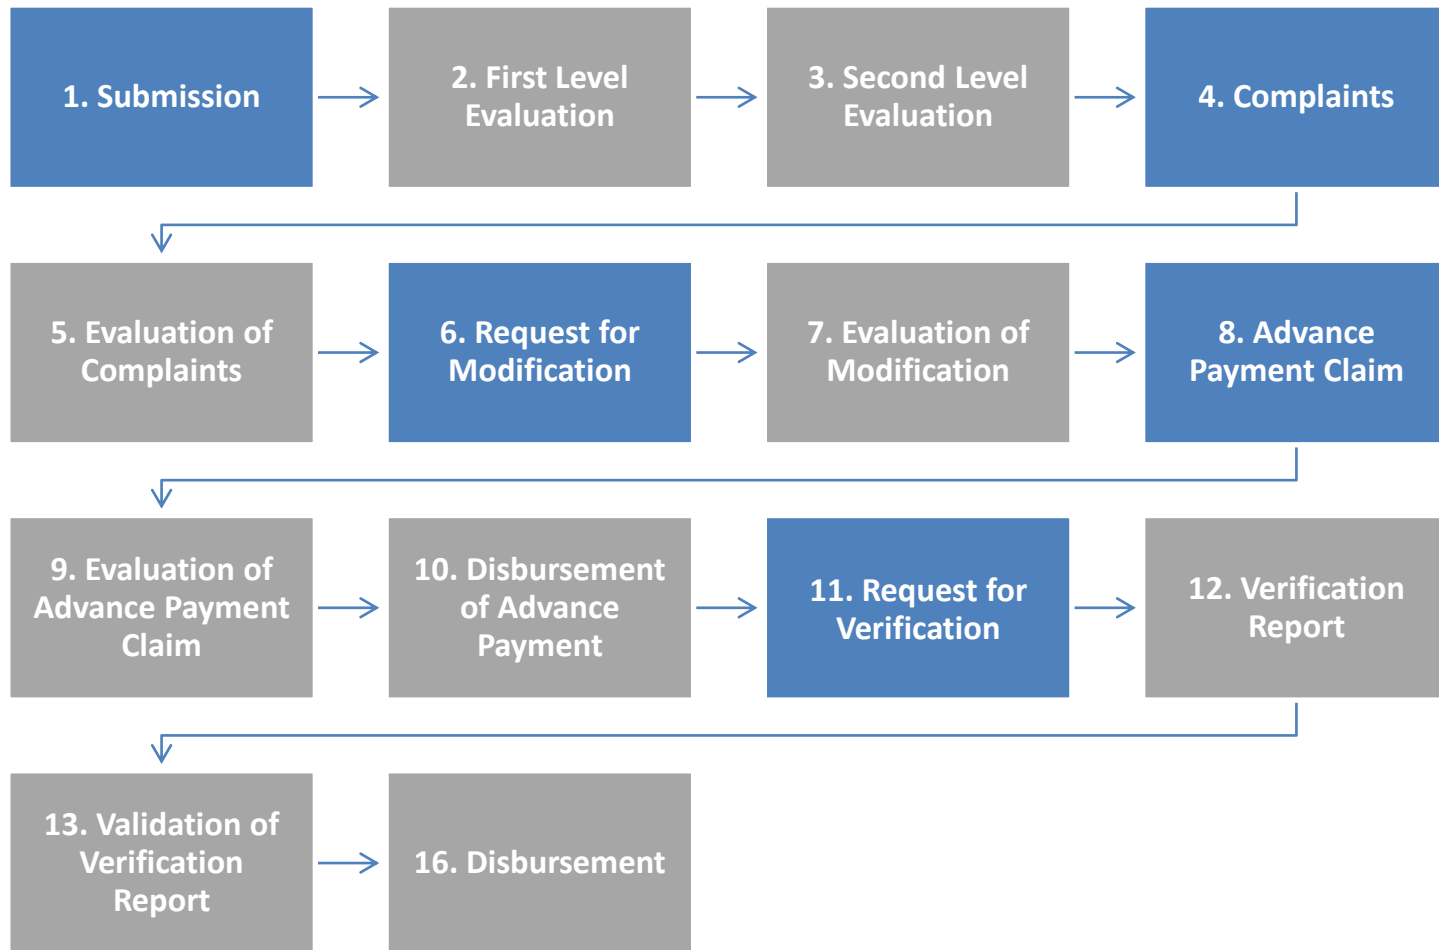 1. Submission
2. First Level
Evaluation
3. Second Level
Evaluation
4. Complaints
5. Evaluation of
Complaints
6. Request for
Modification
7. Evaluation of
Modification
8. Advance
Payment Claim
9. Evaluation of
Advance Payment
Claim
10. Disbursement
of Advance
Payment
11. Request for
Verification
12. Verification
Report
13. Validation of
Verification
Report
16. Disbursement